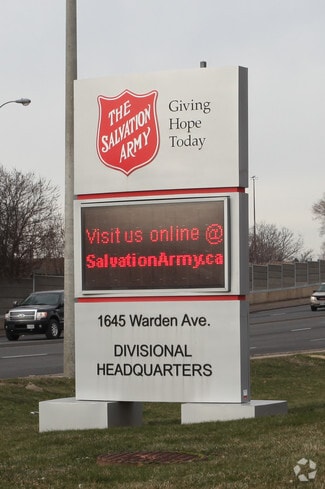 THE
SALVATION
ARMY
Giving
Hope
Today
Visit us online @
SalvationArmy.ca
1645 Warden Ave.
DIVISIONAL
HEADQUARTERS